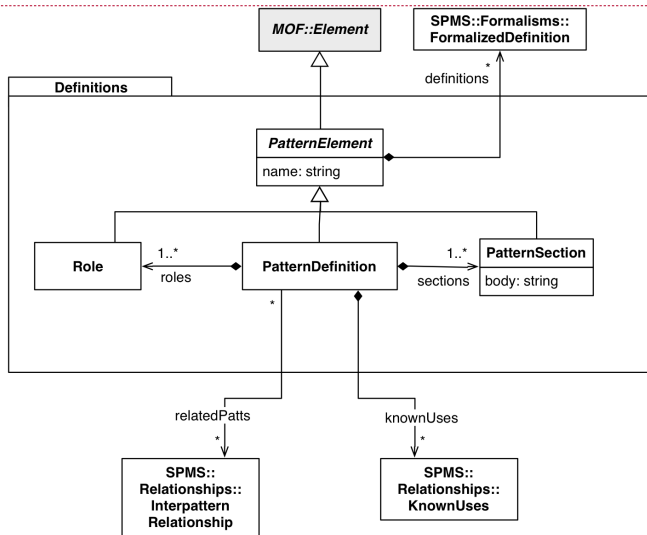 MOF::Element
SPMS::Formalisms::
FormalizedDefinition
*
definitions
Definitions
PatternElement
name: string
Role
1..*
roles
PatternDefinition
1..*
sections
PatternSection
body: string
*
relatedPatts
*
knownUses
*
SPMS::
Relationships::
Interpattern
Relationship
SPMS::
Relationships::
KnownUses